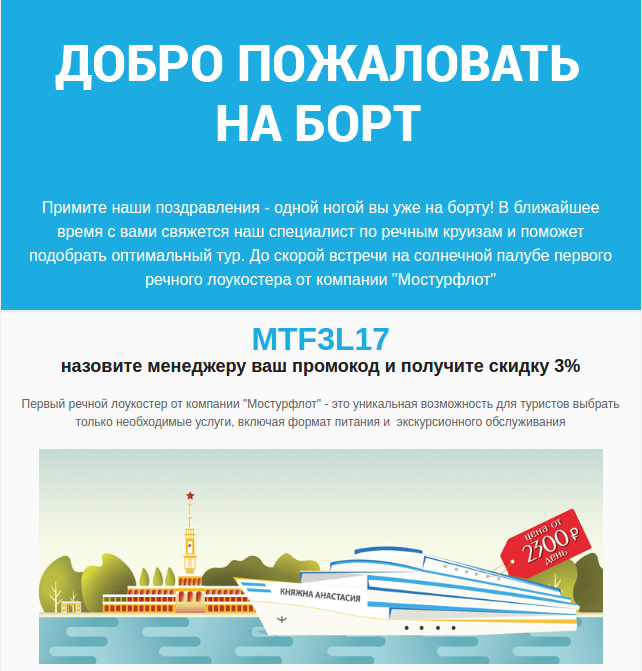 ДОБРО ПОЖАЛОВАТЬ
НА БОРТ
Примите наши поздравления - одной ногой вы уже на борту! В ближайшее
время с вами свяжется наш специалист по речным круизам и поможет
подобрать оптимальный тур. До скорой встречи на солнечной палубе первого
речного лоукостера от компании "Мостурфлот"
MTF3L17
назовите менеджеру ваш промокод и получите скидку 3%
Первый речной лоукостер от компании "Мостурфлот" - это уникальная возможность для туристов выбрать
только необходимые услуги, включая формат питания и экскурсионного обслуживания
цена от
2300₽
день
КНЯЖНА АНАСТАСИЯ